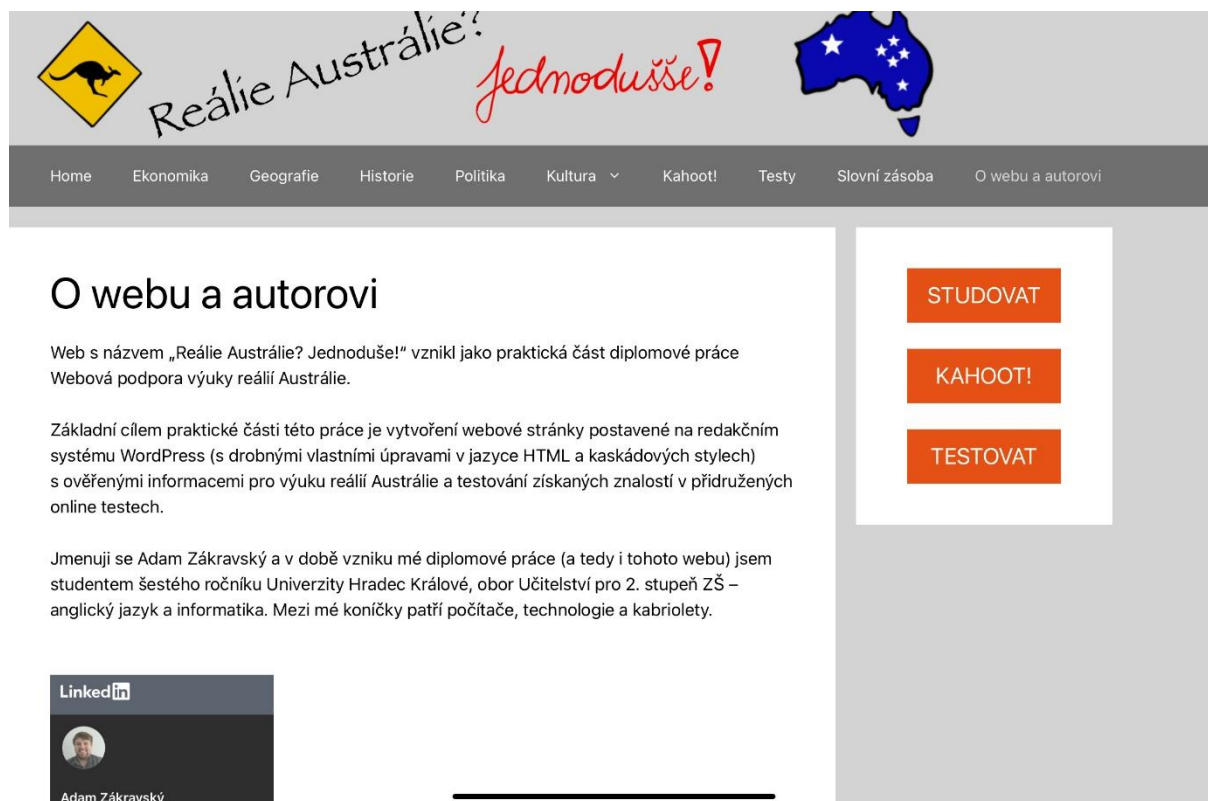 Reálie Austrálie?
Jednodušše!
Home Ekonomika Geografie Historie Politika Kultura Kahoot! Testy Slovní zásoba O webu a autorovi
O webu a autorovi
Web s názvem „Reálie Austrálie? Jednoduše!“ vznikl jako praktická část diplomové práce
Webová podpora výuky reálií Austrálie.
Základní cílem praktické části této práce je vytvoření webové stránky postavené na redakčním
systému WordPress (s drobnými vlastními úpravami v jazyce HTML a kaskádových stylech)
s ověřenými informacemi pro výuku reálií Austrálie a testování získaných znalostí v přidružených
online testech.
Jmenuji se Adam Zákravský a v době vzniku mé diplomové práce (a tedy i tohoto webu) jsem
studentem šestého ročníku Univerzity Hradec Králové, obor Učitelství pro 2. stupeň ZŠ –
anglický jazyk a informatika. Mezi mé koníčky patří počítače, technologie a kabriolety.
STUDOVAT
KAHOOT!
TESTOVAT
Linked in
Adam Zákravský